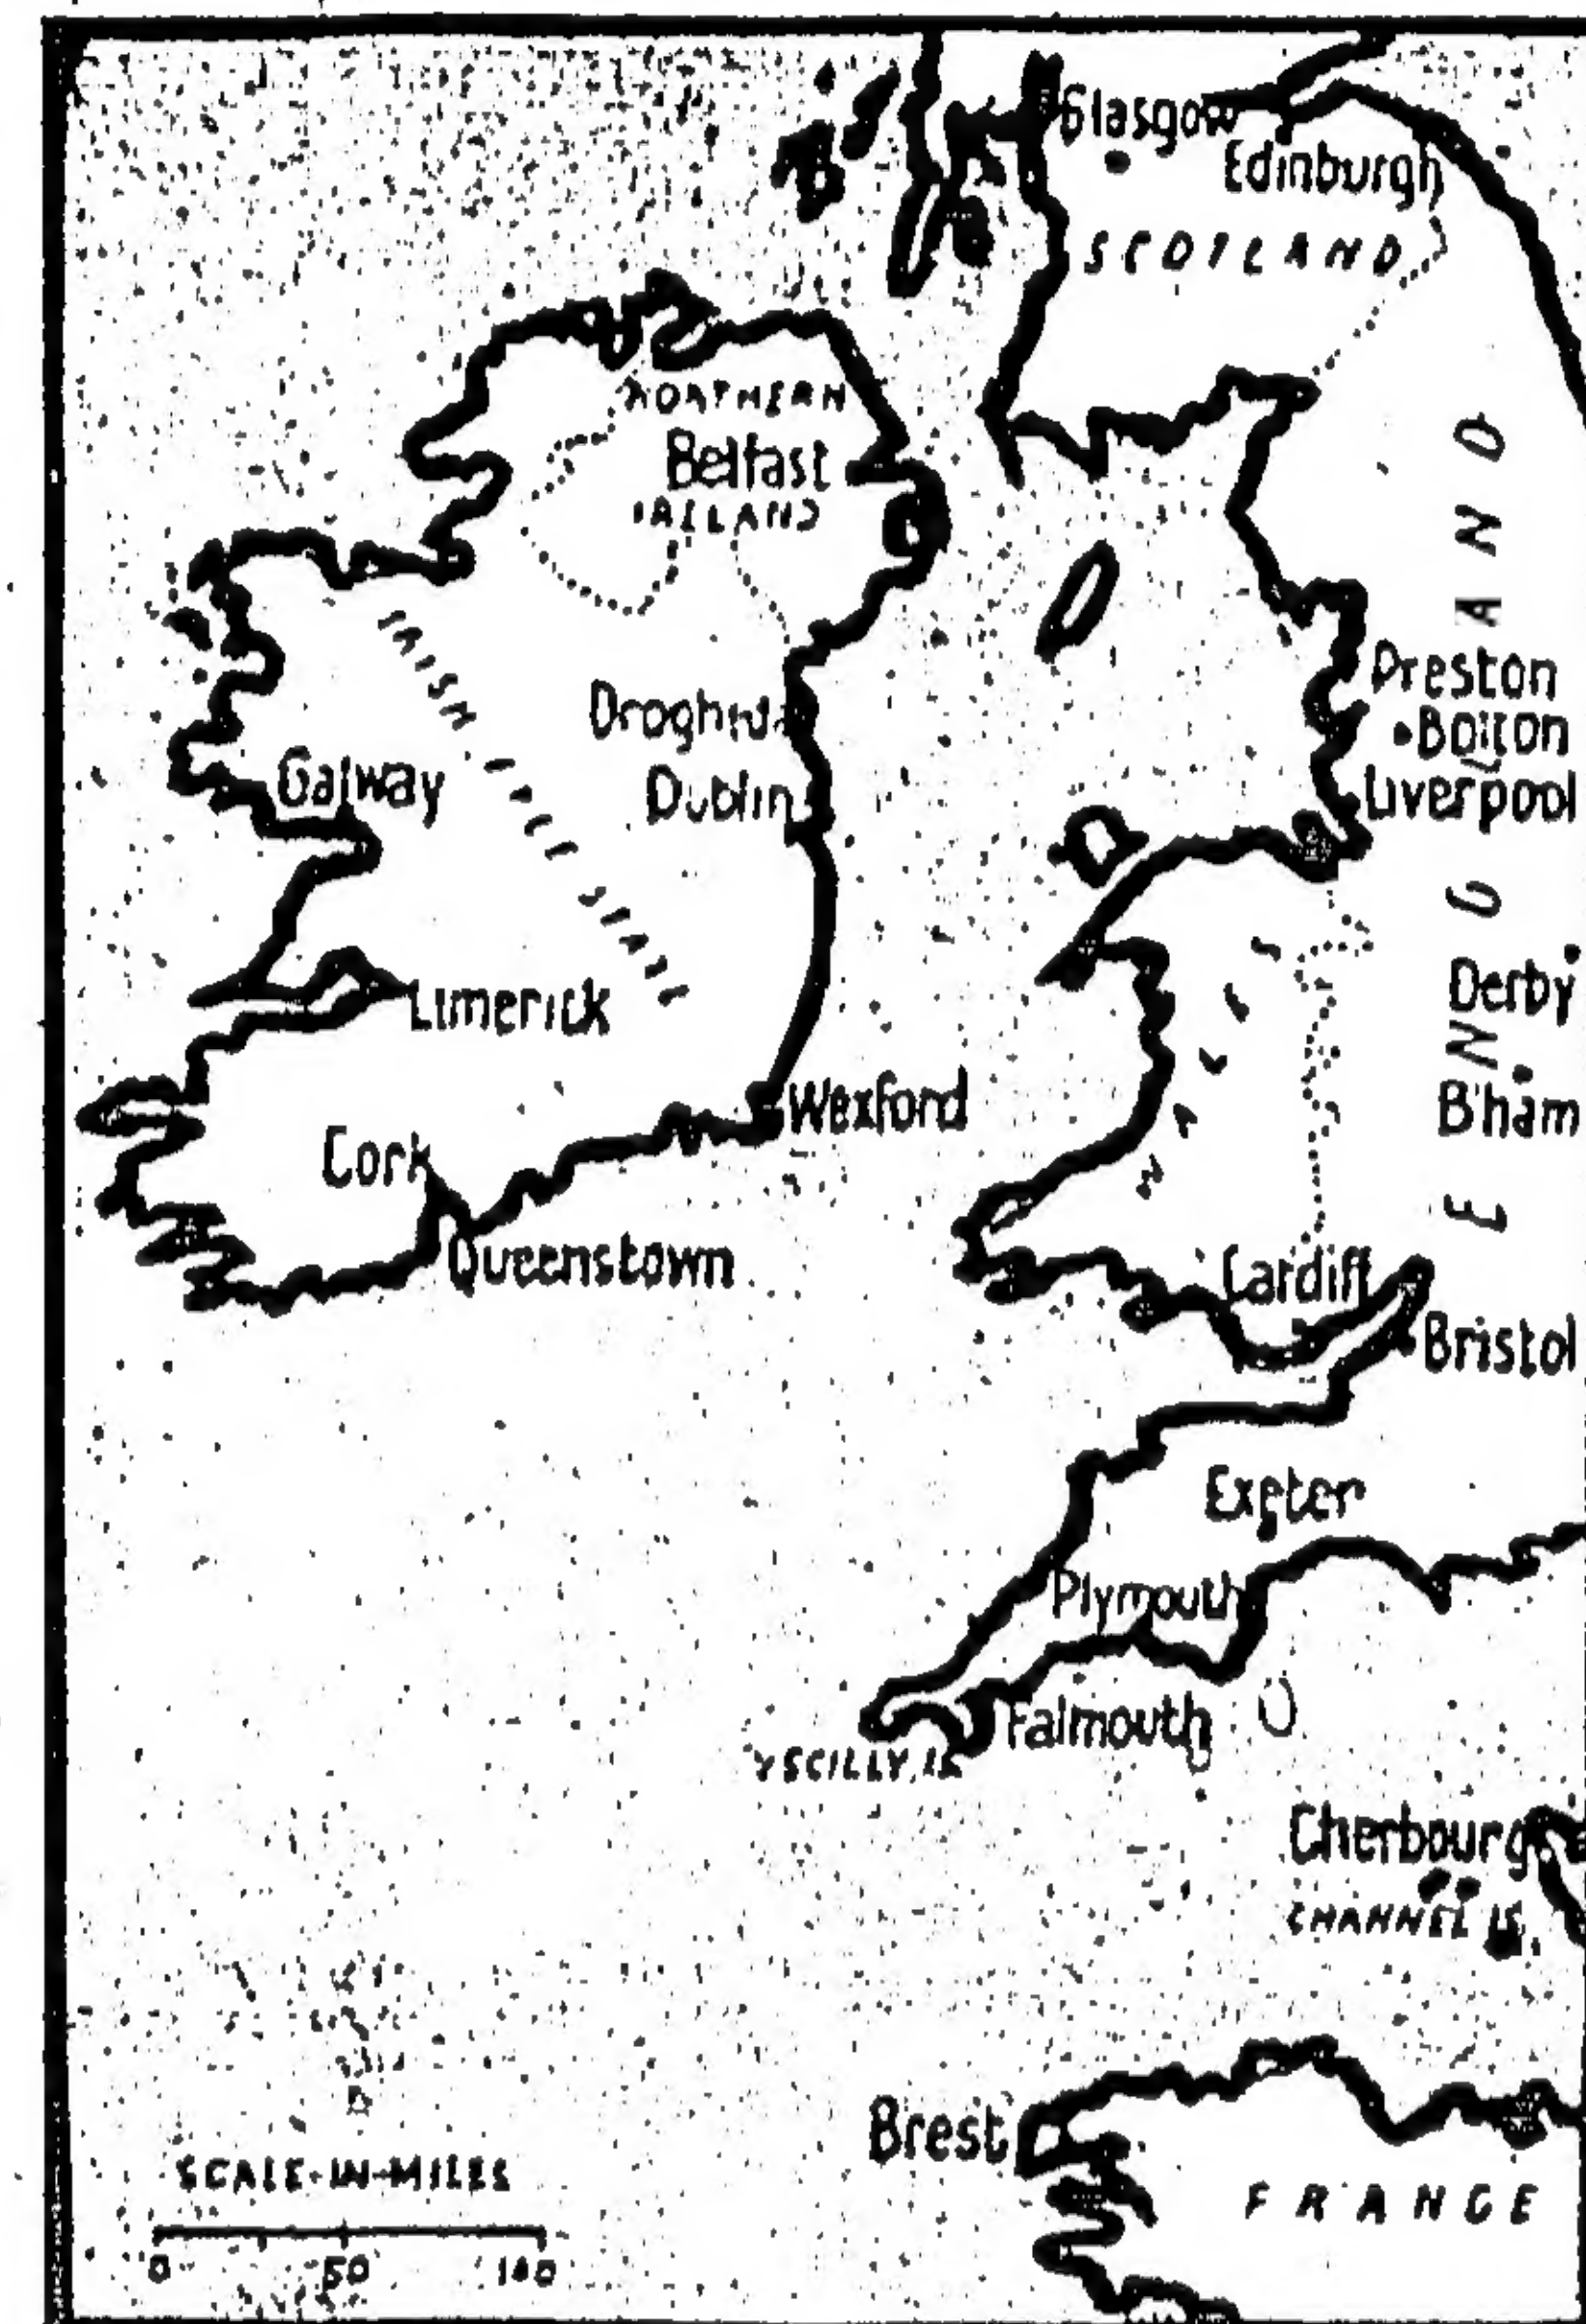 Glasgow
Edinburgh
SCOTLAND
NORTHERN
Belfast
IRELAND
IRISH FREE STATE
Preston
Bolton
Liverpool
Drogheda
Dublin
Galway
ENGLAND
Derby
Limerick
B'ham
Wexford
Cork
Queenstown
Cardiff
Bristol
Exeter
Plymouth
Falmouth
SCILLY. IS
Cherbourg
CHANNEL IS.
Brest
FRANCE
SCALE-IN-MILES
0 50 100